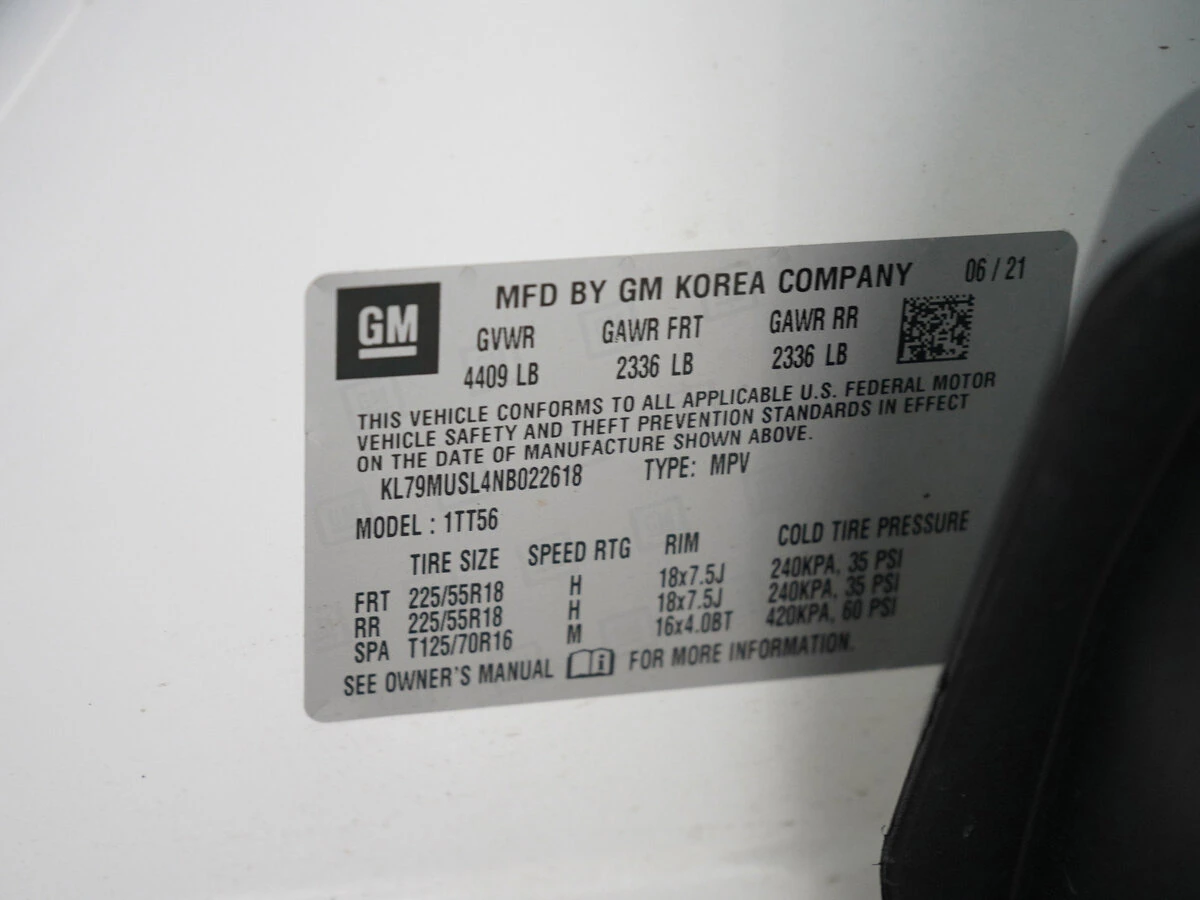 GM
MFD BY GM KOREA COMPANY 06/21
GVWR GAWR FRT GAWR RR
4409 LB 2336 LB 2336 LB
THIS VEHICLE CONFORMS TO ALL APPLICABLE U.S. FEDERAL MOTOR
VEHICLE SAFETY AND THEFT PREVENTION STANDARDS IN EFFECT
ON THE DATE OF MANUFACTURE SHOWN ABOVE.
KL79MUSL4NB022618 TYPE: MPV
MODEL : 1TT56
TIRE SIZE SPEED RTG RIM COLD TIRE PRESSURE
FRT 225/55R18 H 18x7.5J 240KPA, 35 PSI
RR 225/55R18 H 18x7.5J 240KPA, 35 PSI
SPA T125/70R16 M 16x4.0BT 420KPA, 60 PSI
SEE OWNER'S MANUAL FOR MORE INFORMATION.